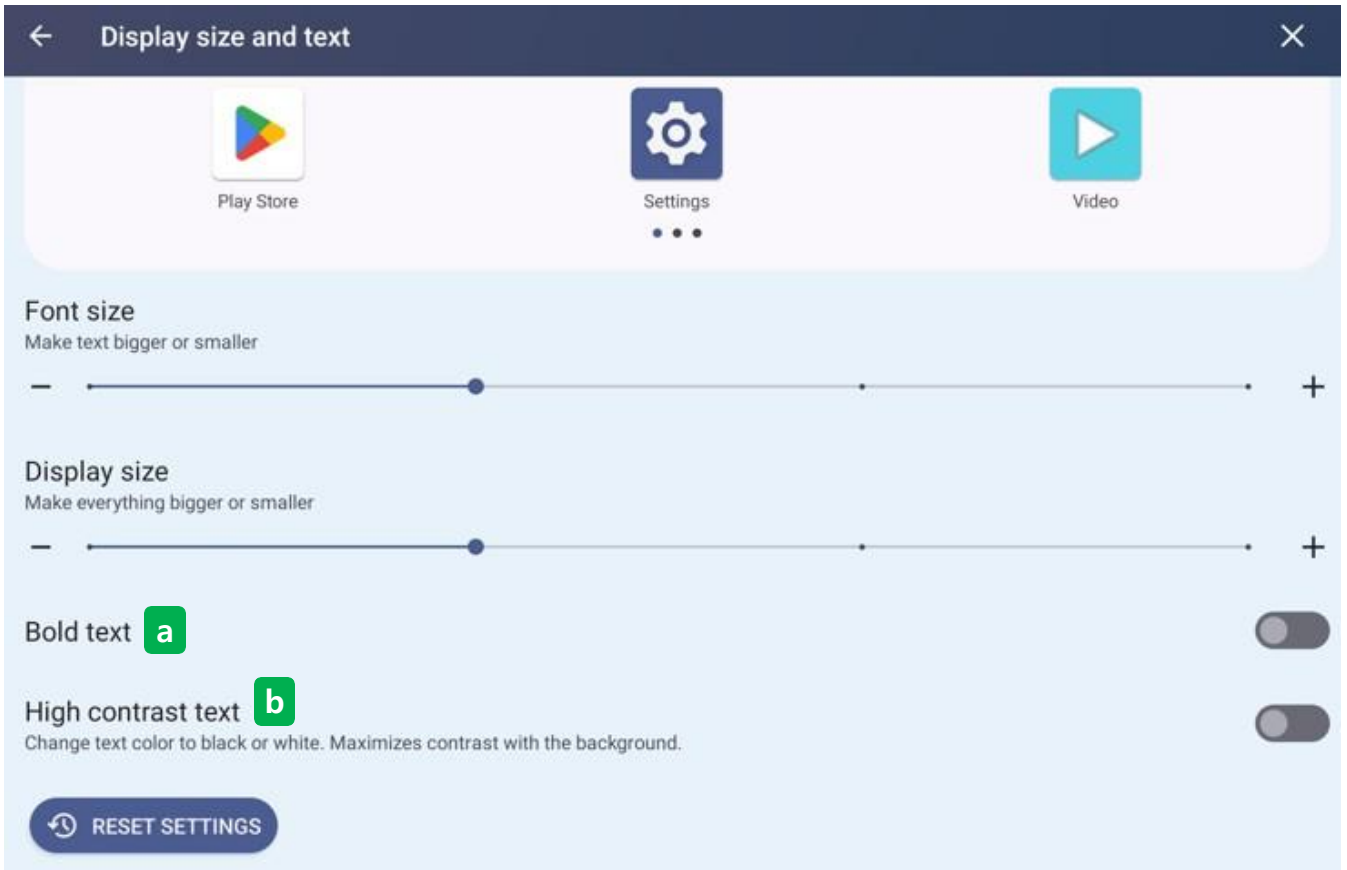 Display size and text
Play Store
Settings
Video
Font size
Make text bigger or smaller
Display size
Make everything bigger or smaller
Bold text a
High contrast text b
Change text color to black or white. Maximizes contrast with the background.
RESET SETTINGS